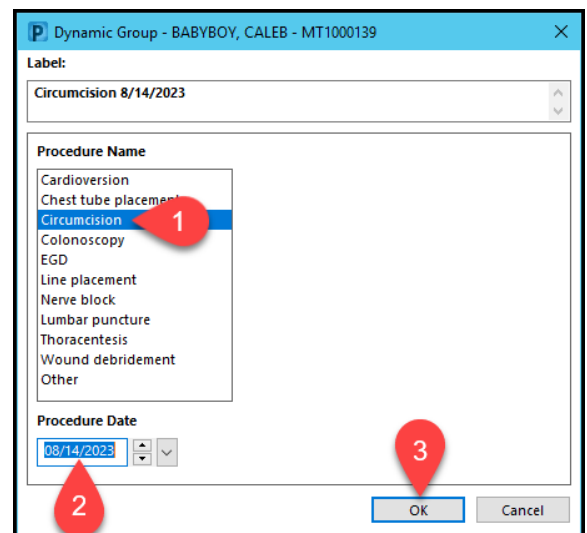 P Dynamic Group - BABYBOY, CALEB - MT1000139
Label:
Circumcision 8/14/2023
Procedure Name
Cardioversion
Chest tube placement
Circumcision
1
Colonoscopy
EGD
Line placement
Nerve block
Lumbar puncture
Thoracentesis
Wound debridement
Other
Procedure Date
08/14/2023
3
2
OK Cancel